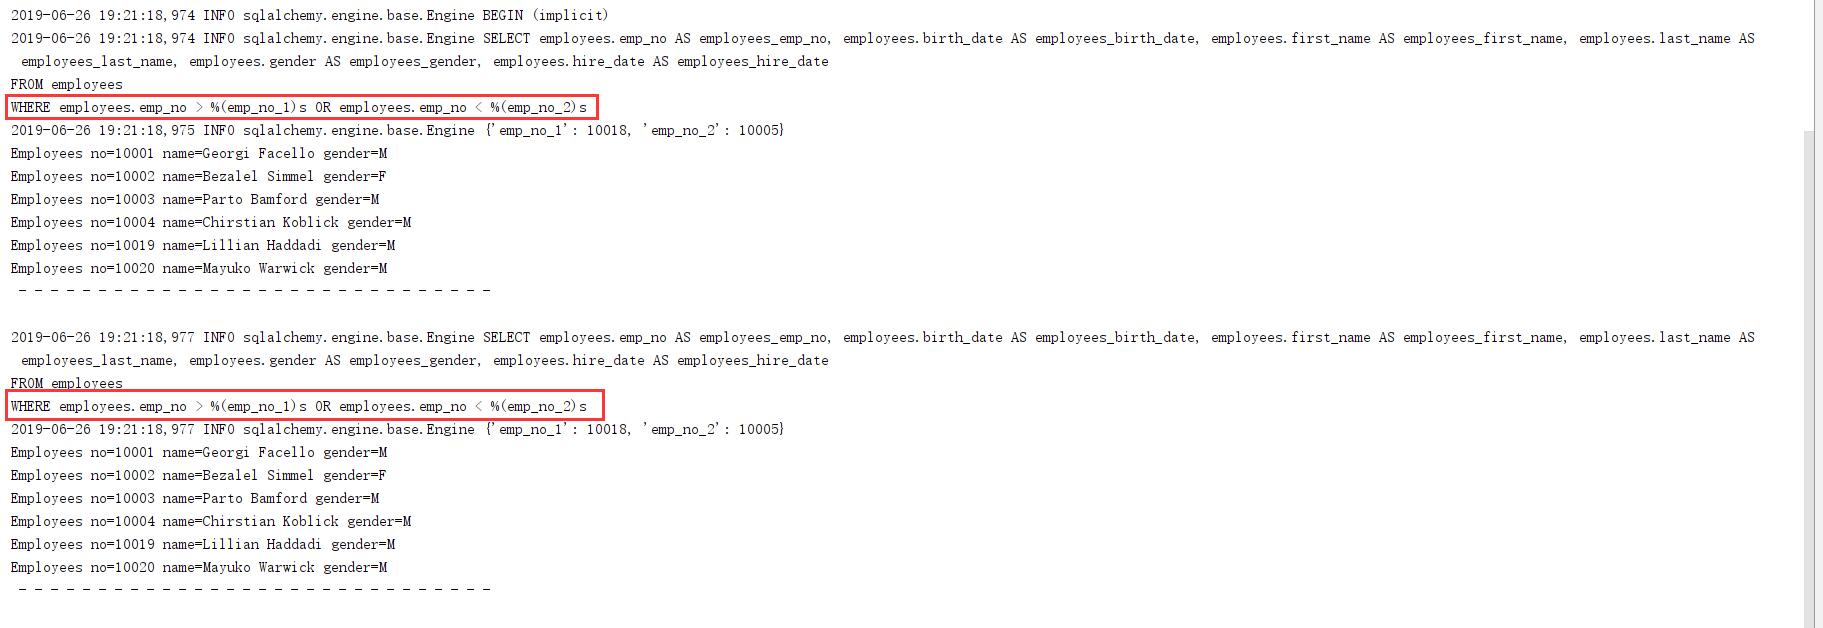 2019-06-26 19:21:18,974 INFO sqlalchemy.engine.base.Engine BEGIN (implicit)
2019-06-26 19:21:18,974 INFO sqlalchemy.engine.base.Engine SELECT employees.emp_no AS employees_emp_no, employees.birth_date AS employees_birth_date, employees.first_name AS employees_first_name, employees.last_name AS
employees_last_name, employees.gender AS employees_gender, employees.hire_date AS employees_hire_date
FROM employees
WHERE employees.emp_no > %(emp_no_1)s OR employees.emp_no < %(emp_no_2)s
2019-06-26 19:21:18,975 INFO sqlalchemy.engine.base.Engine {'emp_no_1': 10018, 'emp_no_2': 10005}
Employees no=10001 name=Georgi Facello gender=M
Employees no=10002 name=Bezalel Simmel gender=F
Employees no=10003 name=Parto Bamford gender=M
Employees no=10004 name=Chirstian Koblick gender=M
Employees no=10019 name=Lillian Haddadi gender=M
Employees no=10020 name=Mayuko Warwick gender=M
- - - - - - - - - - - - - - - - - - - - - - - - - - - - - -
2019-06-26 19:21:18,977 INFO sqlalchemy.engine.base.Engine SELECT employees.emp_no AS employees_emp_no, employees.birth_date AS employees_birth_date, employees.first_name AS employees_first_name, employees.last_name AS
employees_last_name, employees.gender AS employees_gender, employees.hire_date AS employees_hire_date
FROM employees
WHERE employees.emp_no > %(emp_no_1)s OR employees.emp_no < %(emp_no_2)s
2019-06-26 19:21:18,977 INFO sqlalchemy.engine.base.Engine {'emp_no_1': 10018, 'emp_no_2': 10005}
Employees no=10001 name=Georgi Facello gender=M
Employees no=10002 name=Bezalel Simmel gender=F
Employees no=10003 name=Parto Bamford gender=M
Employees no=10004 name=Chirstian Koblick gender=M
Employees no=10019 name=Lillian Haddadi gender=M
Employees no=10020 name=Mayuko Warwick gender=M
- - - - - - - - - - - - - - - - - - - - - - - - - - - - - -